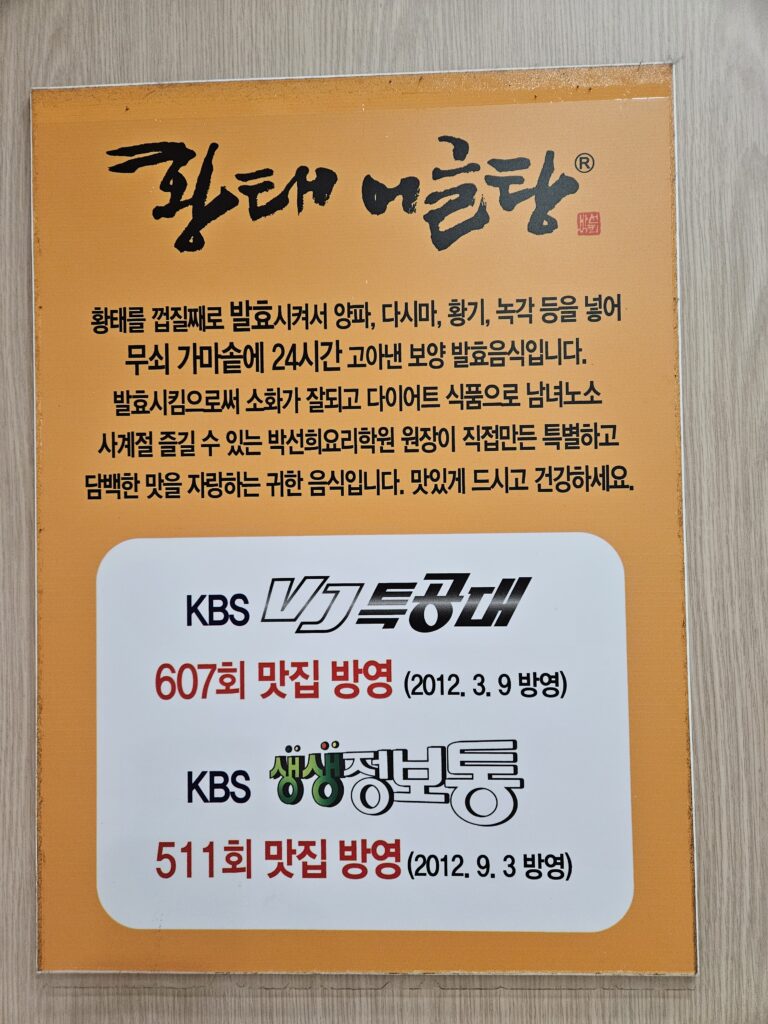 황태 어글탕®
황태를 껍질째로 발효시켜서 양파, 다시마, 황기, 녹각 등을 넣어
무쇠 가마솥에 24시간 고아낸 보양 발효음식입니다.
발효시킴으로써 소화가 잘되고 다이어트 식품으로 남녀노소
사계절 즐길 수 있는 박선희요리학원 원장이 직접만든 특별하고
담백한 맛을 자랑하는 귀한 음식입니다. 맛있게 드시고 건강하세요.
KBS VJ특공대
607회 맛집 방영 (2012. 3. 9 방영)
KBS 생생정보통
511회 맛집 방영 (2012. 9. 3 방영)